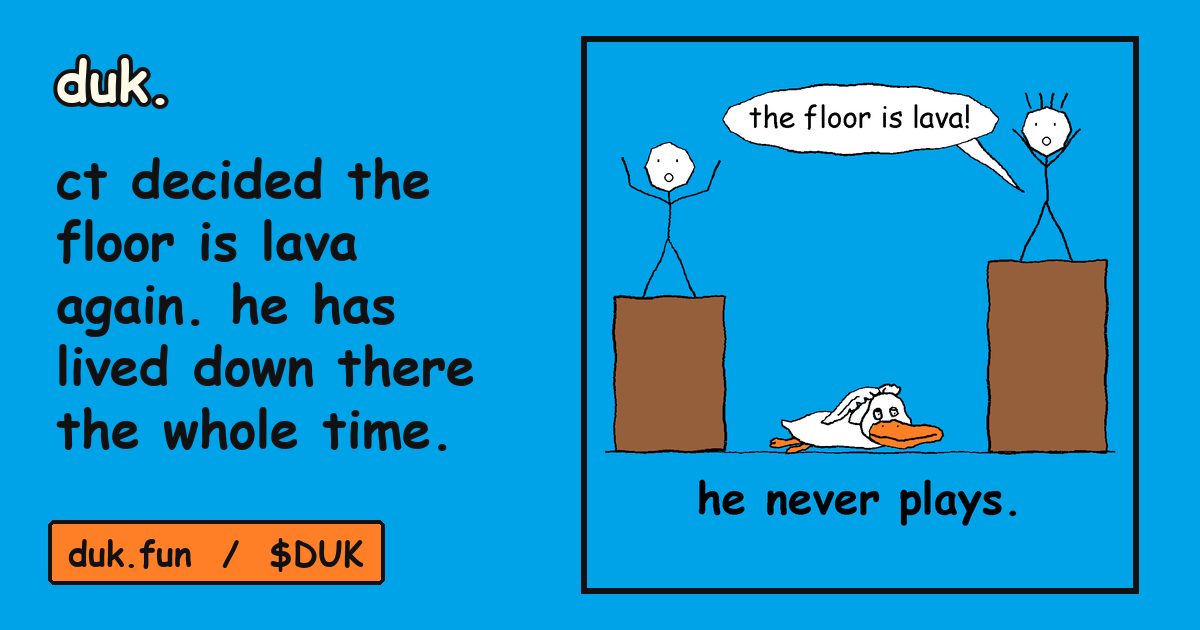 duk.
ct decided the
floor is lava
again. he has
lived down there
the whole time.
duk.fun / $DUK
the floor is lava!
he never plays.